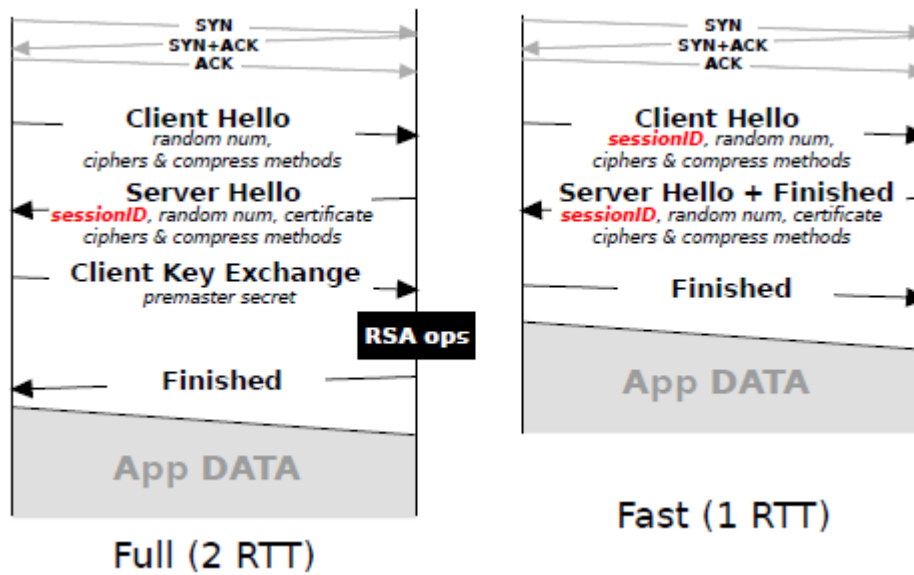 SYN
SYN+ACK
ACK
Client Hello
random num,
ciphers & compress methods
Server Hello
sessionID, random num, certificate
ciphers & compress methods
Client Key Exchange
premaster secret
RSA ops
Finished
App DATA
Full (2 RTT)
SYN
SYN+ACK
ACK
Client Hello
sessionID, random num,
ciphers & compress methods
Server Hello + Finished
sessionID, random num, certificate
ciphers & compress methods
Finished
App DATA
Fast (1 RTT)